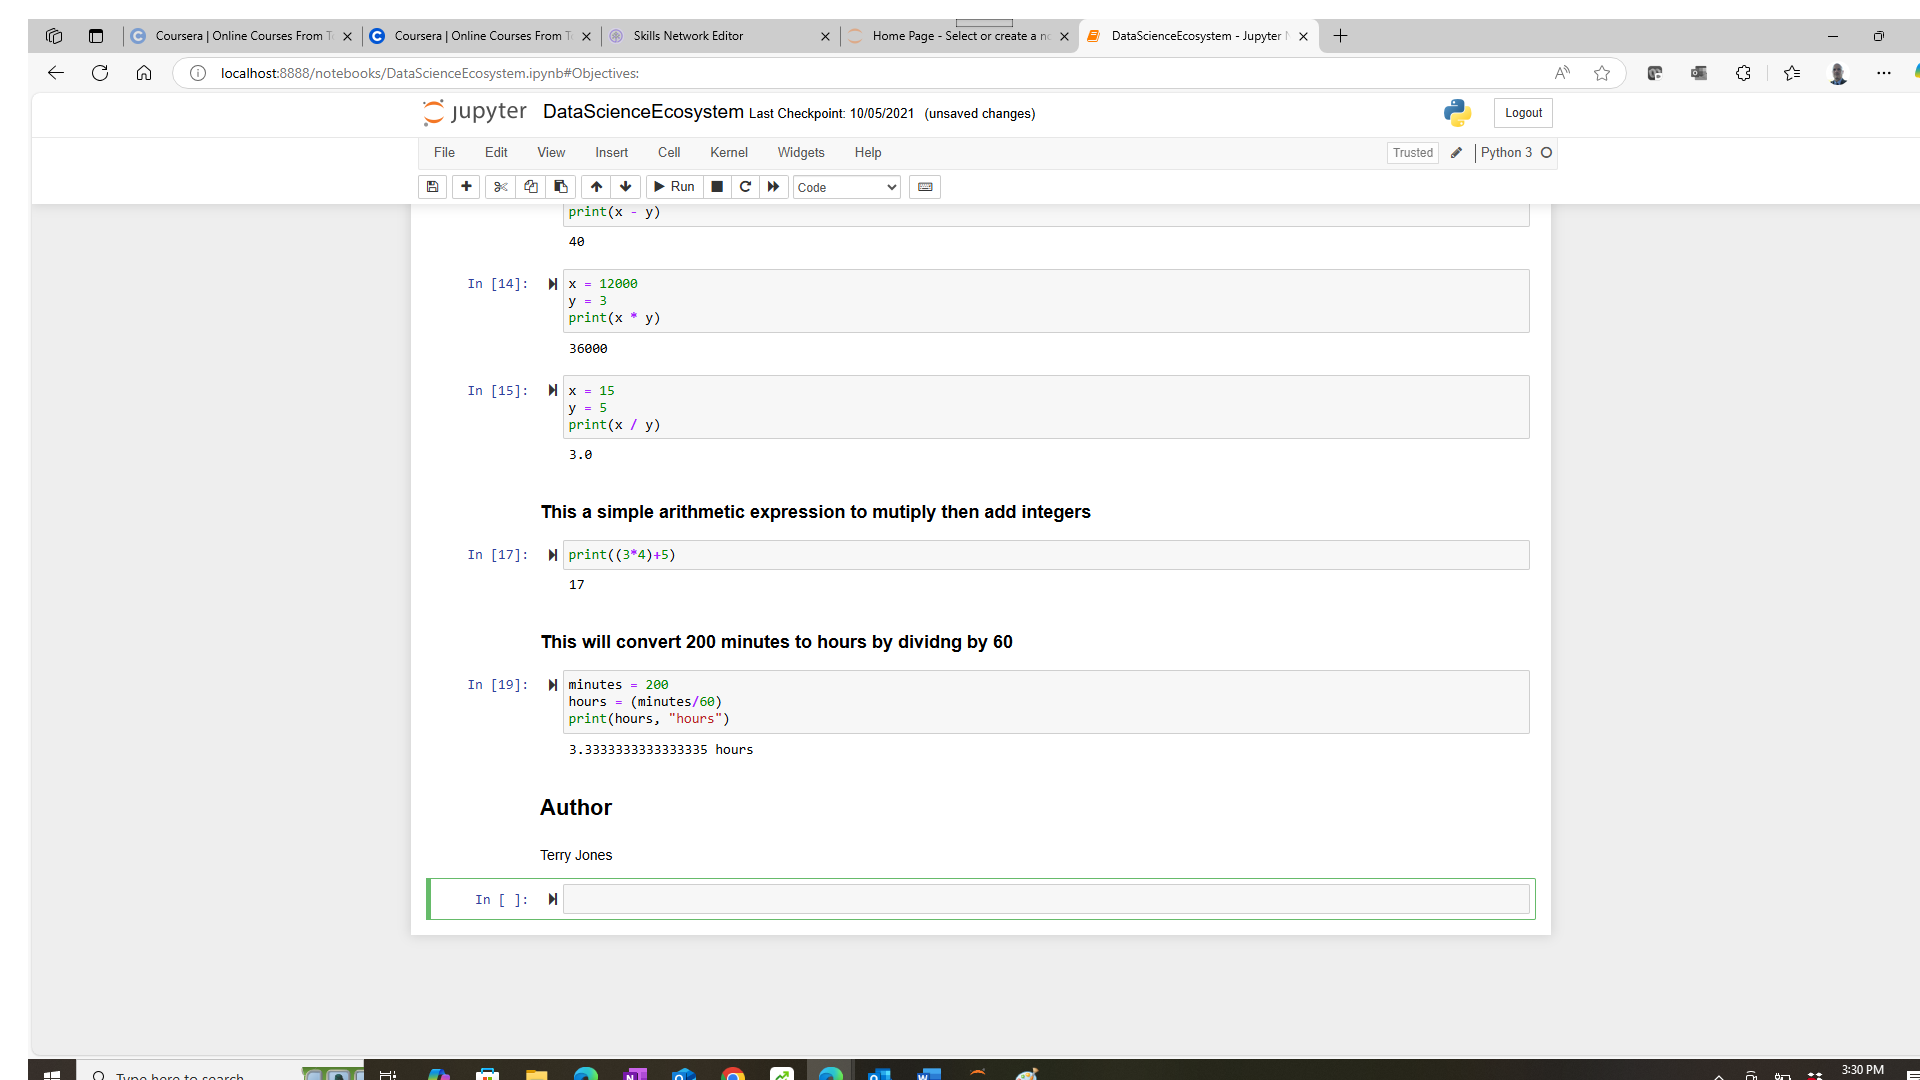 Coursera | Online Courses From T
Coursera | Online Courses From T
Skills Network Editor
Home Page - Select or create a n
DataScienceEcosystem - Jupyter N
localhost:8888/notebooks/DataScienceEcosystem.ipynb#Objectives:
jupyter DataScienceEcosystem Last Checkpoint: 10/05/2021 (unsaved changes)
Logout
File Edit View Insert Cell Kernel Widgets Help
Trusted Python 3
Run Code
print(x - y)
40
In [14]: x = 12000
y = 3
print(x * y)
36000
In [15]: x = 15
y = 5
print(x / y)
3.0
This a simple arithmetic expression to mutiply then add integers
In [17]: print((3*4)+5)
17
This will convert 200 minutes to hours by dividng by 60
In [19]: minutes = 200
hours = (minutes/60)
print(hours, "hours")
3.3333333333333335 hours
Author
Terry Jones
In [ ]:
Type here to search
3:30 PM